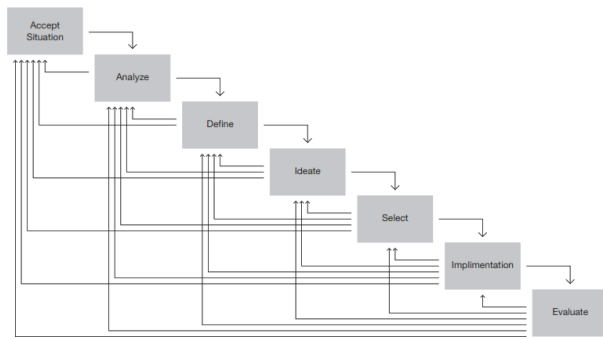 Accept
Situation
Analyze
Define
Ideate
Select
Implimentation
Evaluate